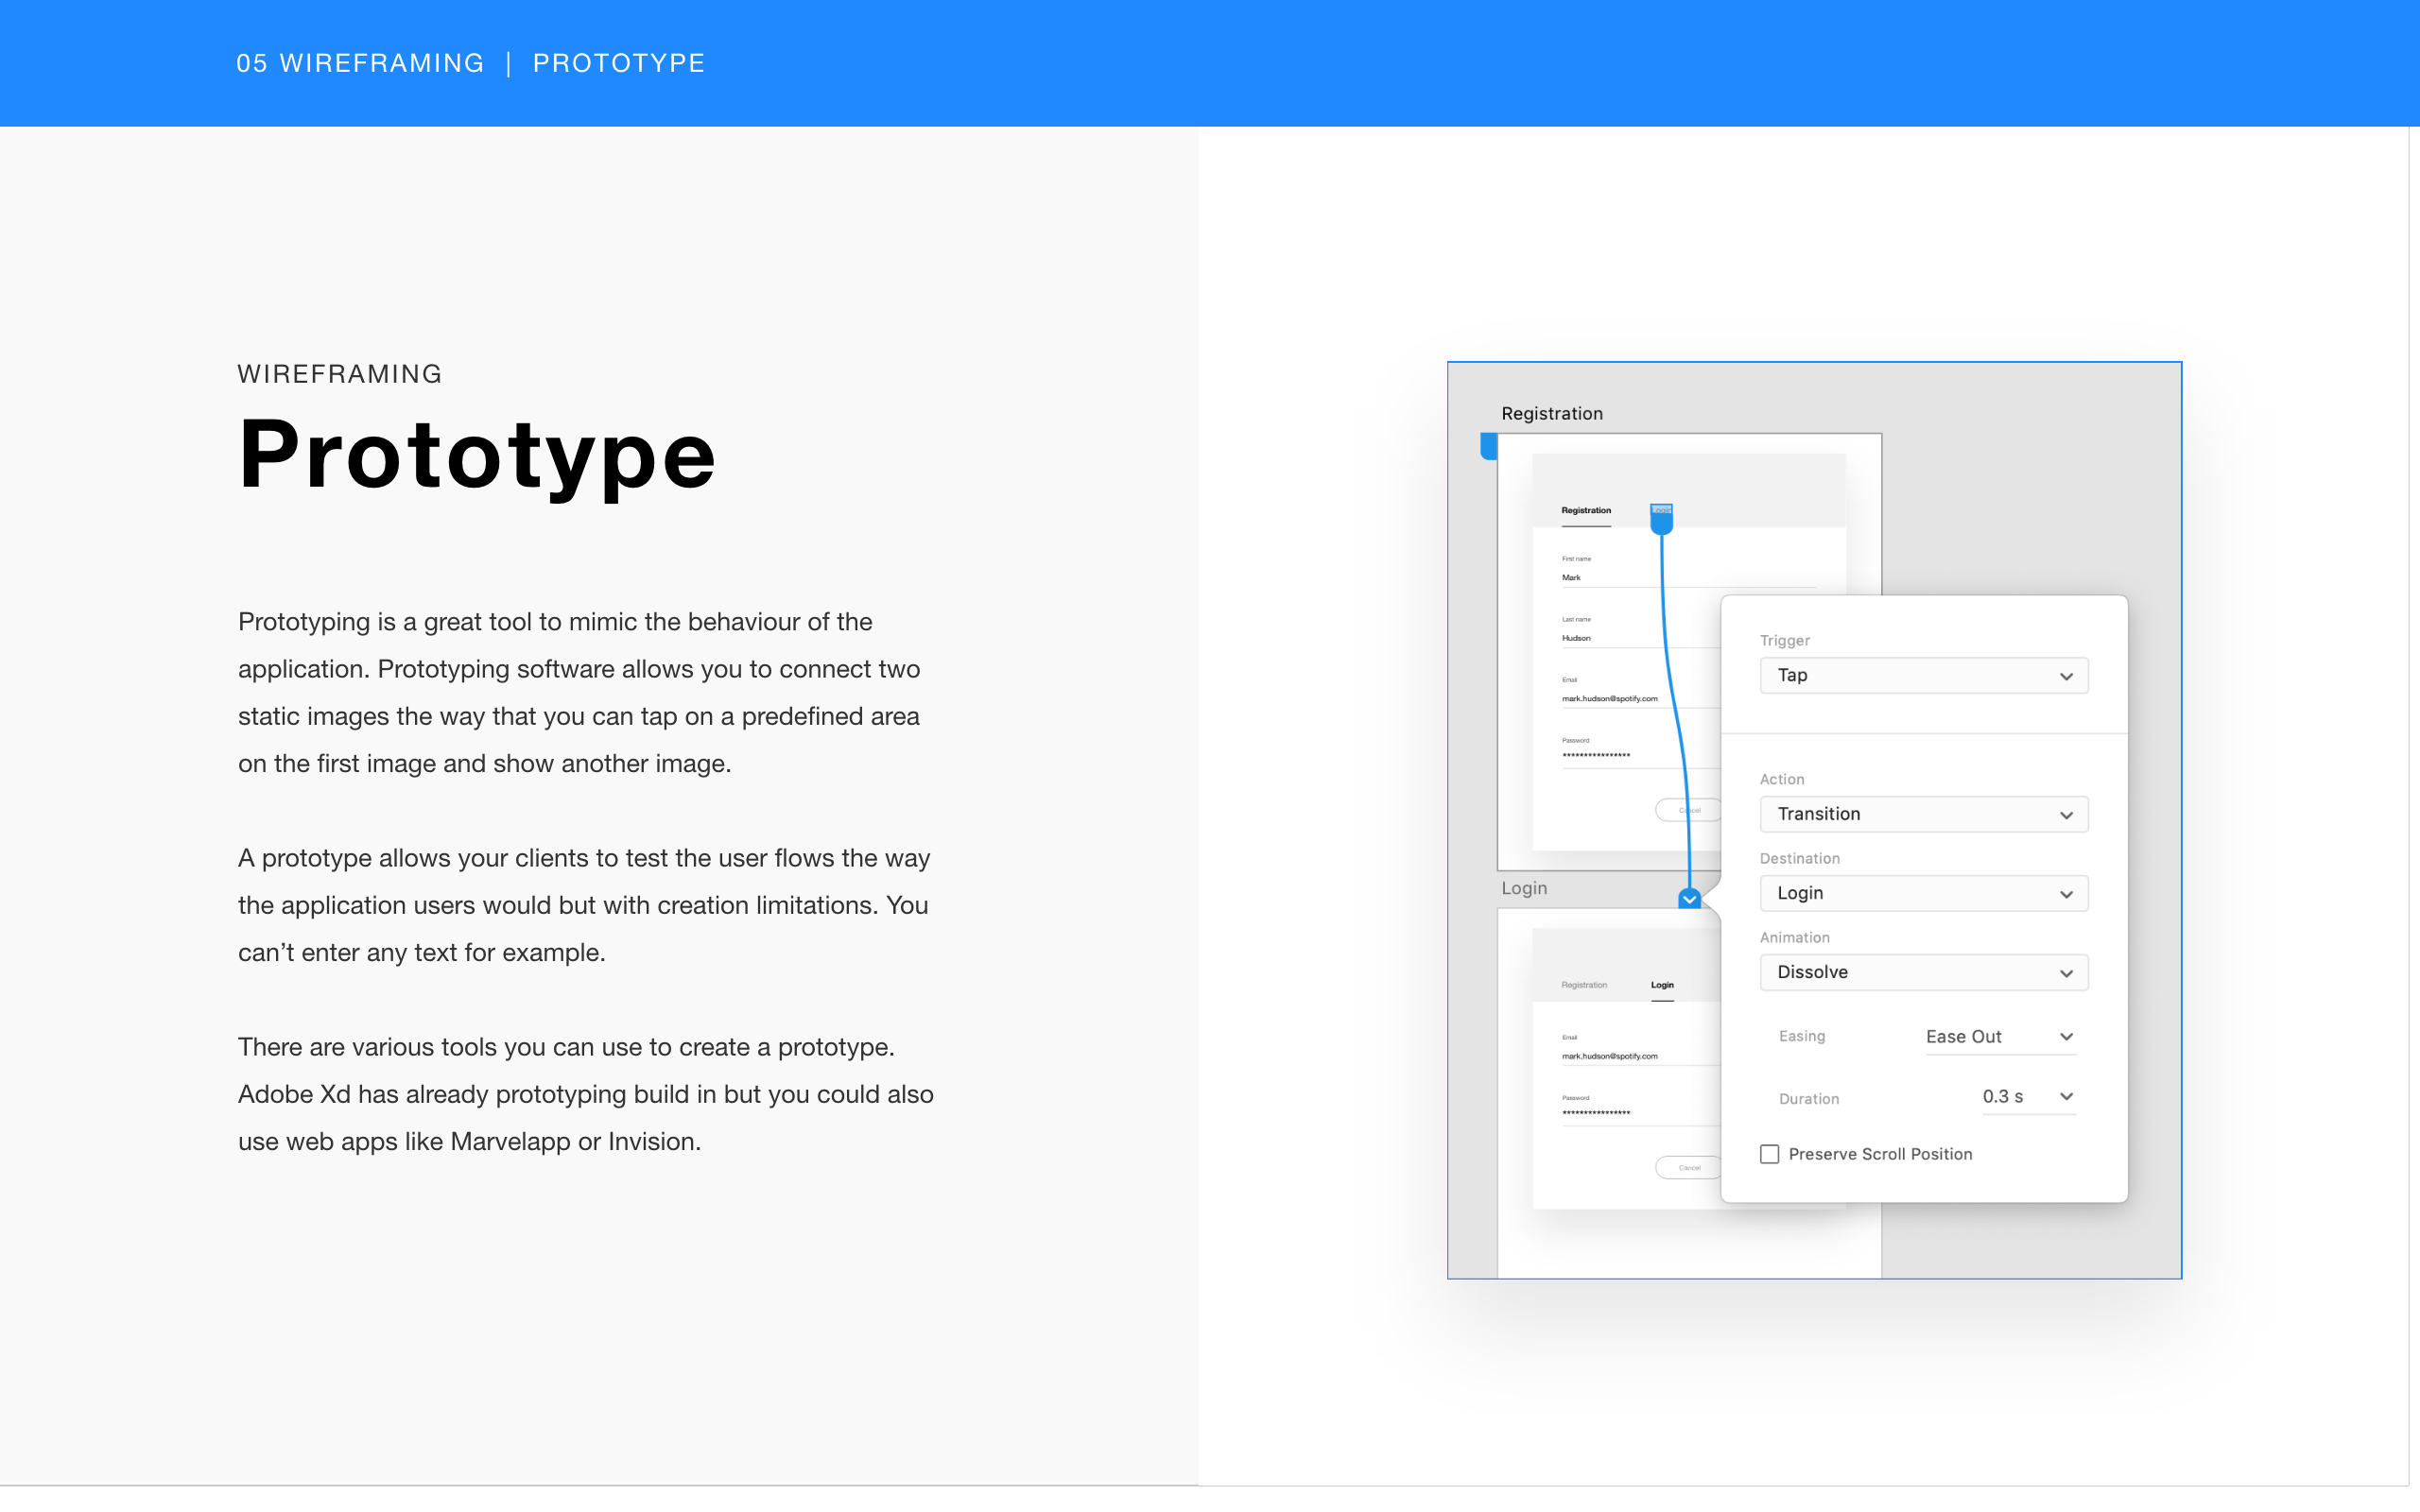 05 WIREFRAMING | PROTOTYPE
WIREFRAMING
Prototype
Prototyping is a great tool to mimic the behaviour of the
application. Prototyping software allows you to connect two
static images the way that you can tap on a predefined area
on the first image and show another image.
A prototype allows your clients to test the user flows the way
the application users would but with creation limitations. You
can’t enter any text for example.
There are various tools you can use to create a prototype.
Adobe Xd has already prototyping build in but you could also
use web apps like Marvelapp or Invision.
Registration
Registration Login
First name
Mark
Last name
Hudson
Email
mark.hudson@spotify.com
Password
****************
Cancel
Login
Registration Login
Email
mark.hudson@spotify.com
Password
****************
Cancel
Trigger
Tap
Action
Transition
Destination
Login
Animation
Dissolve
Easing Ease Out
Duration 0.3 s
Preserve Scroll Position